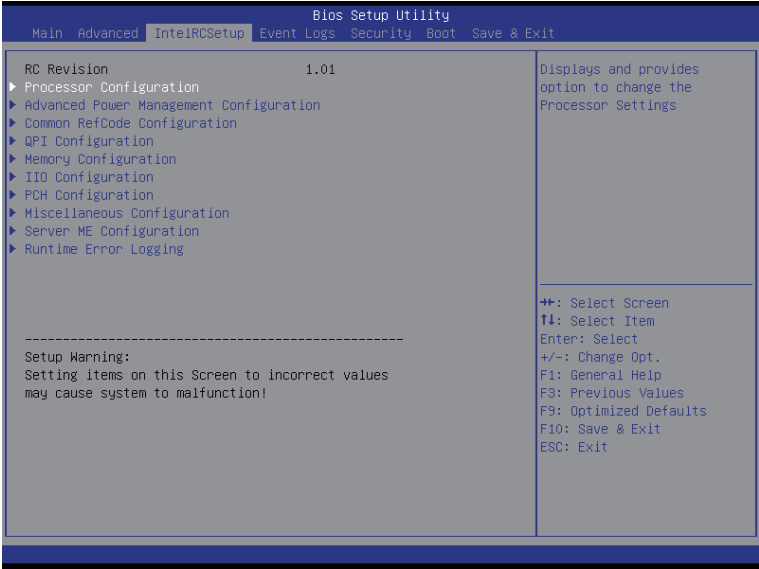 Bios Setup Utility
Main Advanced IntelRCSetup Event Logs Security Boot Save & Exit
RC Revision 1.01
Processor Configuration
Advanced Power Management Configuration
Common RefCode Configuration
QPI Configuration
Memory Configuration
IIO Configuration
PCH Configuration
Miscellaneous Configuration
Server ME Configuration
Runtime Error Logging
--------------------------------------------------
Setup Warning:
Setting items on this Screen to incorrect values
may cause system to malfunction!
Displays and provides
option to change the
Processor Settings
→←: Select Screen
↑↓: Select Item
Enter: Select
+/-: Change Opt.
F1: General Help
F3: Previous Values
F9: Optimized Defaults
F10: Save & Exit
ESC: Exit